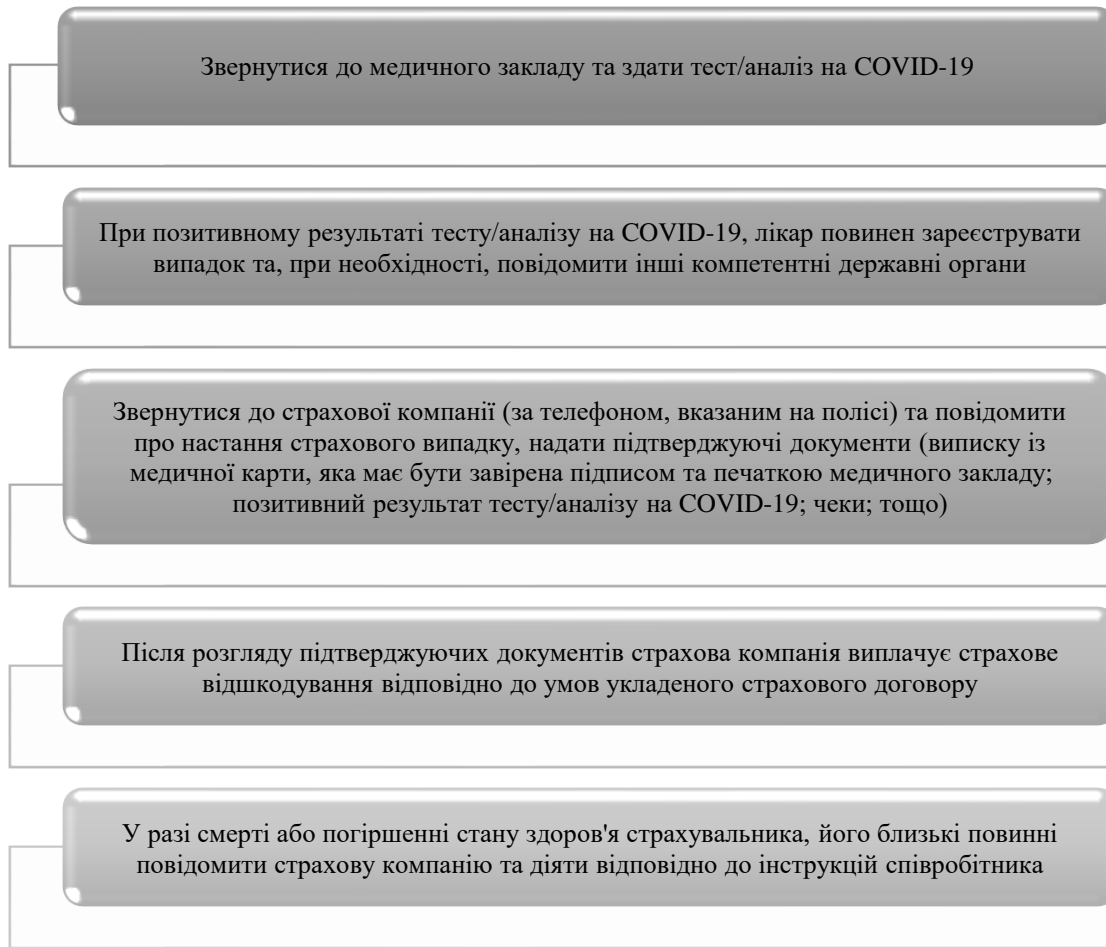 Звернутися до медичного закладу та здати тест/аналіз на COVID-19
При позитивному результаті тесту/аналізу на COVID-19, лікар повинен зареєструвати
випадок та, при необхідності, повідомити інші компетентні державні органи
Звернутися до страхової компанії (за телефоном, вказаним на полісі) та повідомити
про настання страхового випадку, надати підтверджуючі документи (виписку із
медичної карти, яка має бути завірена підписом та печаткою медичного закладу;
позитивний результат тесту/аналізу на COVID-19; чеки; тощо)
Після розгляду підтверджуючих документів страхова компанія виплачує страхове
відшкодування відповідно до умов укладеного страхового договору
У разі смерті або погіршенні стану здоров'я страхувальника, його близькі повинні
повідомити страхову компанію та діяти відповідно до інструкцій співробітника